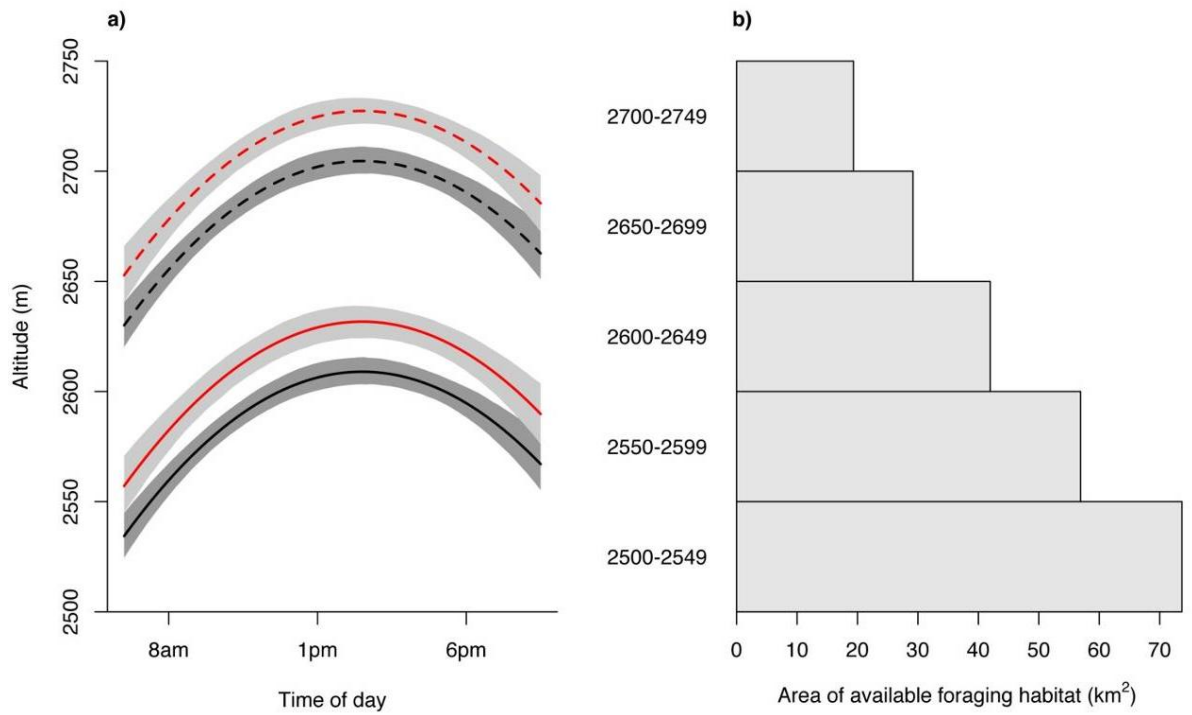 a)
2750
2700
2650
2600
2550
2500
Altitude (m)
8am 1pm 6pm
Time of day
b)
2700-2749
2650-2699
2600-2649
2550-2599
2500-2549
0 10 20 30 40 50 60 70
Area of available foraging habitat (km²)